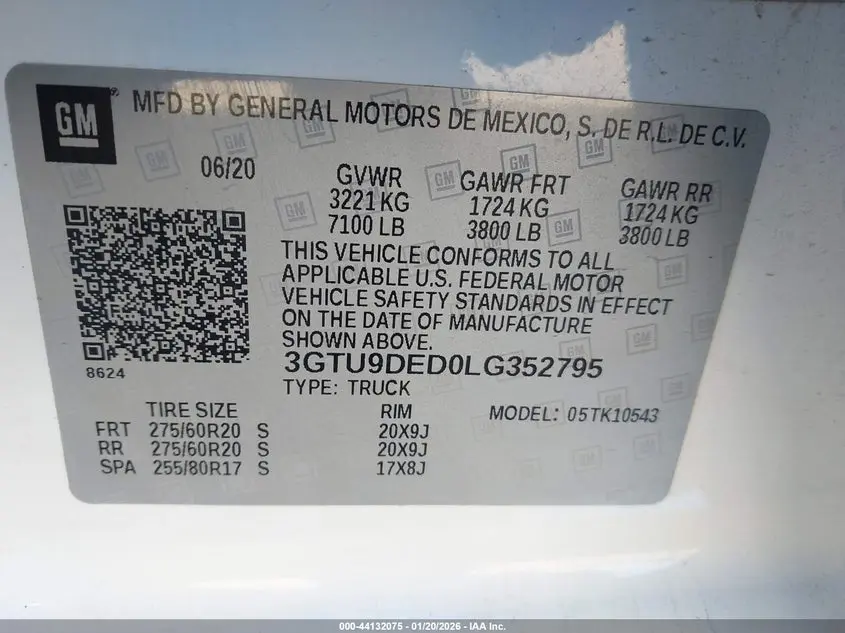 GM
MFD BY GENERAL MOTORS DE MEXICO, S. DE R.L. DE C.V.
06/20
GVWR GAWR FRT GAWR RR
3221 KG 1724 KG 1724 KG
7100 LB 3800 LB 3800 LB
THIS VEHICLE CONFORMS TO ALL
APPLICABLE U.S. FEDERAL MOTOR
VEHICLE SAFETY STANDARDS IN EFFECT
ON THE DATE OF MANUFACTURE
SHOWN ABOVE.
8624
3GTU9DED0LG352795
TYPE: TRUCK
TIRE SIZE RIM MODEL: 05TK10543
FRT 275/60R20 S 20X9J
RR 275/60R20 S 20X9J
SPA 255/80R17 S 17X8J
000-44132075 - 01/20/2026 - IAA Inc.